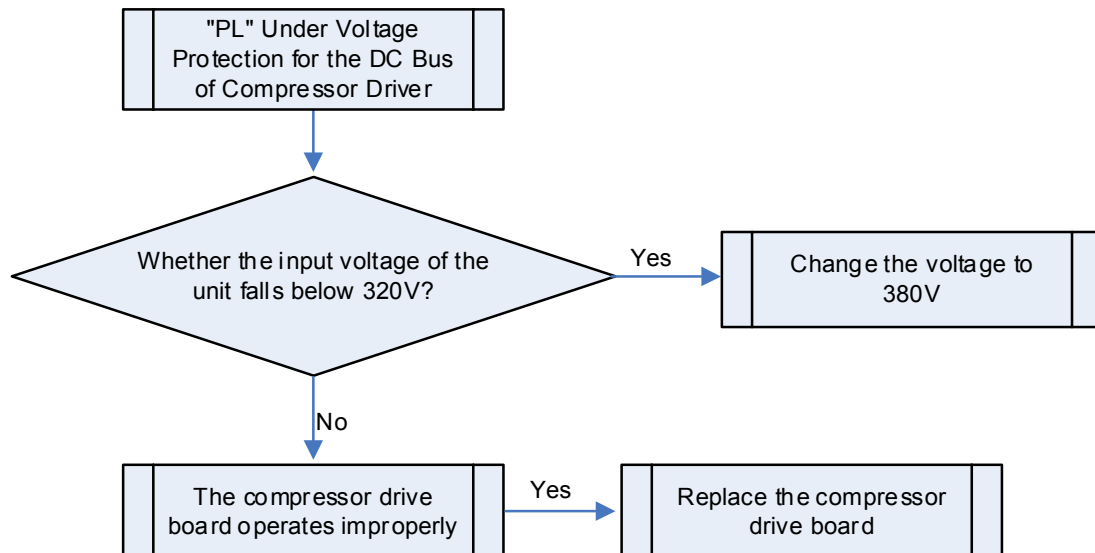 "PL" Under Voltage
Protection for the DC Bus
of Compressor Driver
Whether the input voltage of the
unit falls below 320V?
Yes
Change the voltage to
380V
No
The compressor drive
board operates improperly
Yes
Replace the compressor
drive board